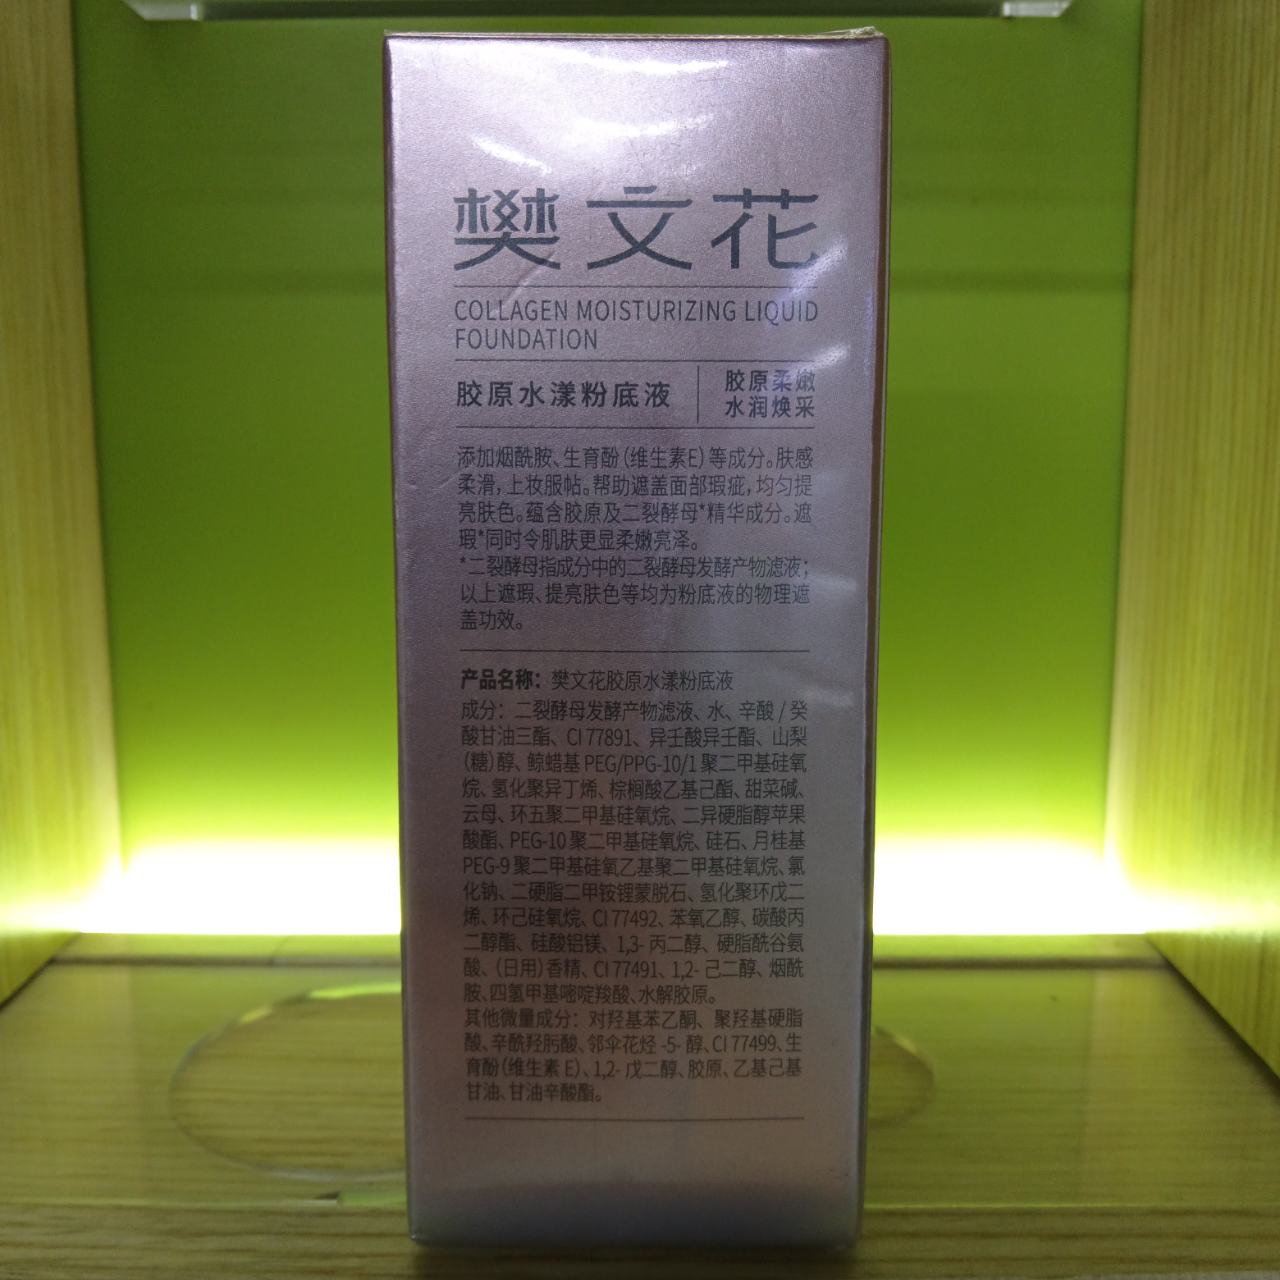 樊文花
COLLAGEN MOISTURIZING LIQUID
FOUNDATION
胶原水漾粉底液
胶原柔嫩
水润焕采
添加烟酰胺、生育酚(维生素E)等成分。肤感
柔滑,上妆服帖。帮助遮盖面部瑕疵,均匀提
亮肤色。蕴含胶原及二裂酵母*精华成分。遮
瑕*同时令肌肤更显柔嫩亮泽。
*二裂酵母指成分中的二裂酵母发酵产物滤液;
以上遮瑕、提亮肤色等均为粉底液的物理遮
盖功效。
产品名称：樊文花胶原水漾粉底液
成分：二裂酵母发酵产物滤液、水、辛酸/癸
酸甘油三酯、CI 77891、异壬酸异壬酯、山梨
(糖)醇、鲸蜡基 PEG/PPG-10/1 聚二甲基硅氧
烷、氢化聚异丁烯、棕榈酸乙基己酯、甜菜碱、
云母、环五聚二甲基硅氧烷、二异硬脂醇苹果
酸酯、PEG-10 聚二甲基硅氧烷、硅石、月桂基
PEG-9 聚二甲基硅氧乙基聚二甲基硅氧烷、氯
化钠、二硬脂二甲铵锂蒙脱石、氢化聚环戊二
烯、环己硅氧烷、CI 77492、苯氧乙醇、碳酸丙
二醇酯、硅酸铝镁、1,3- 丙二醇、硬脂酰谷氨
酸、(日用)香精、CI 77491、1,2- 己二醇、烟酰
胺、四氢甲基嘧啶羧酸、水解胶原。
其他微量成分：对羟基苯乙酮、聚羟基硬脂
酸、辛酰羟肟酸、邻伞花烃 -5- 醇、CI 77499、生
育酚(维生素 E)、1,2- 戊二醇、胶原、乙基己基
甘油、甘油辛酸酯。